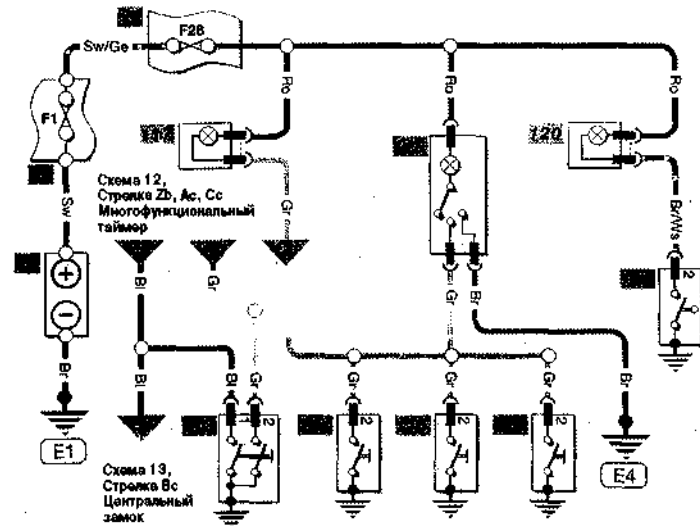 F28
Sw/Ge
F1
Ro
Ro
Ro
120
Схема 12,
Стрелка Zb, Ac, Cc
Многофункциональный
таймер
Sw
Gr
Br/Ws
Bl
Gr
2
Gr
Br
Br
Bl
Bl
Gr
Gr
Gr
Gr
Br
1
2
2
2
2
E1
E4
Схема 13,
Стрелка Bc
Центральный
замок